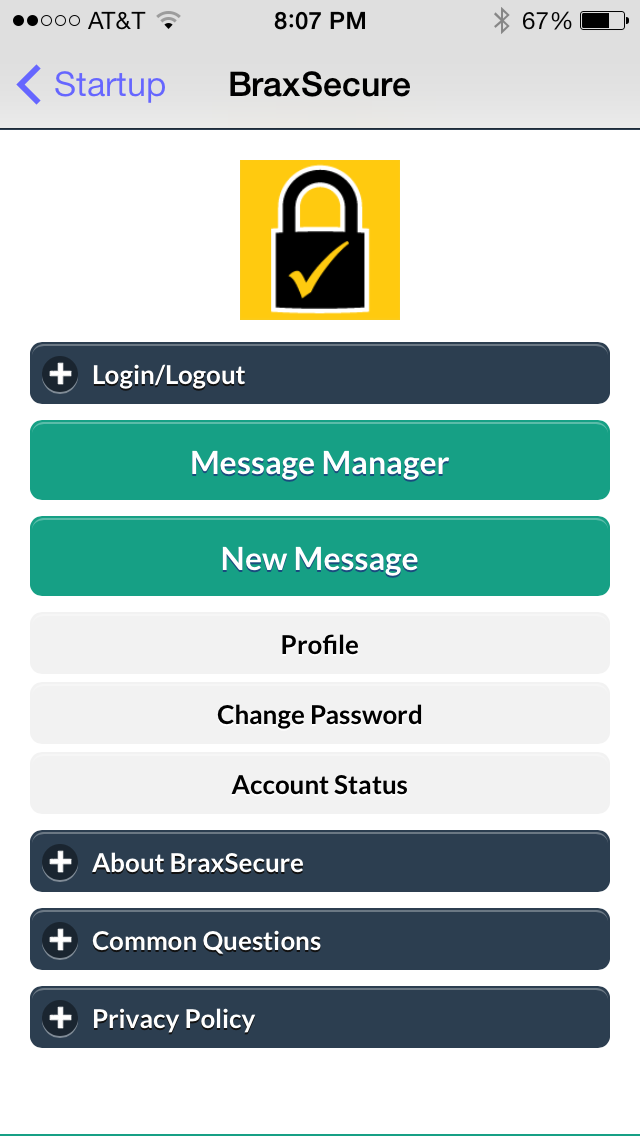 AT&T 8:07 PM 67%
Startup BraxSecure
Login/Logout
Message Manager
New Message
Profile
Change Password
Account Status
About BraxSecure
Common Questions
Privacy Policy